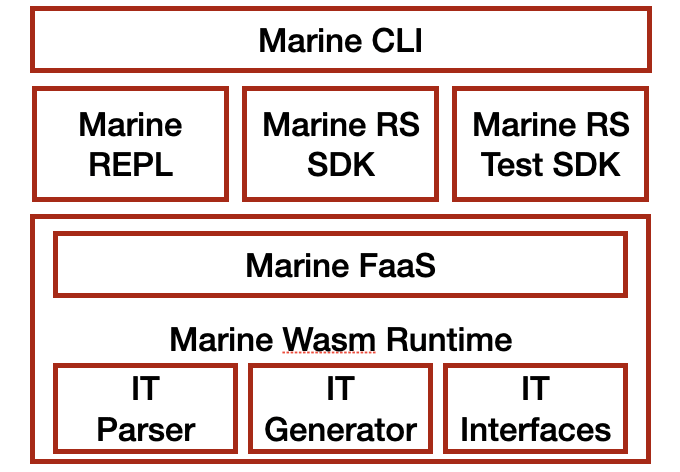 Marine CLI
Marine
REPL
Marine RS
SDK
Marine RS
Test SDK
Marine FaaS
Marine Wasm Runtime
IT
Parser
IT
Generator
IT
Interfaces